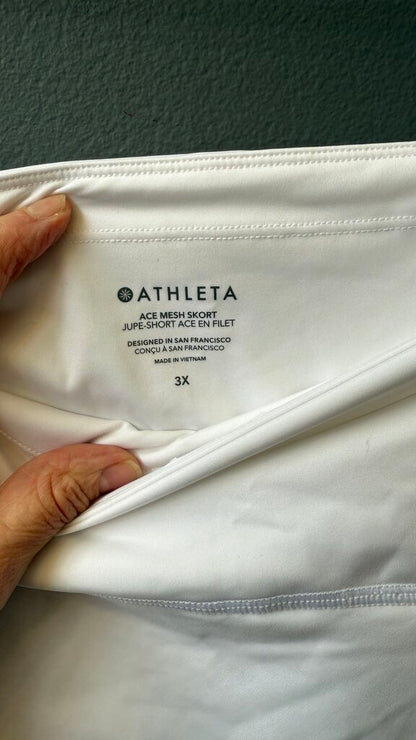 ATHLETA
ACE MESH SKORT
JUPE-SHORT ACE EN FILET
DESIGNED IN SAN FRANCISCO
CONÇU À SAN FRANCISCO
MADE IN VIETNAM
3X